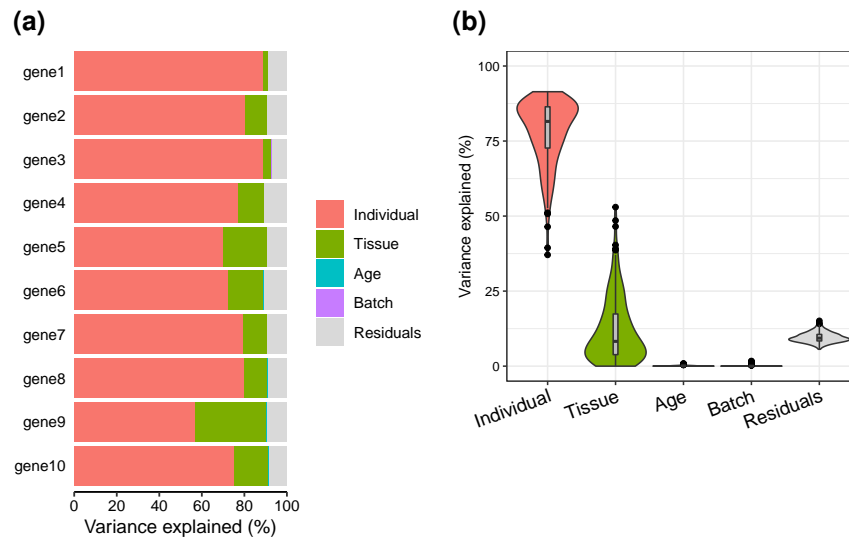 (a)
gene1
gene2
gene3
gene4
gene5
gene6
gene7
gene8
gene9
gene10
0 20 40 60 80 100
Variance explained (%)
Individual
Tissue
Age
Batch
Residuals
(b)
Variance explained (%)
100
75
50
25
0
Individual
Tissue
Age
Batch
Residuals